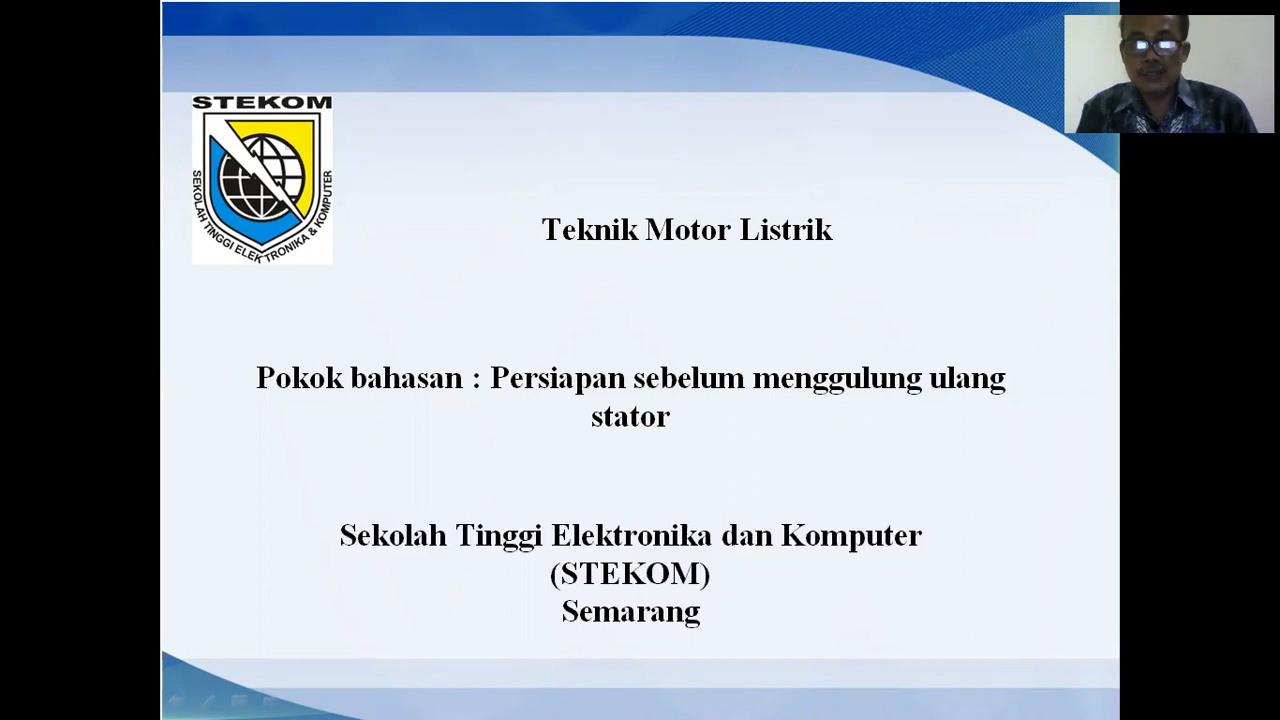 STEKOM
SEKOLAH TINGGI ELEKTRONIKA & KOMPUTER
Teknik Motor Listrik
Pokok bahasan : Persiapan sebelum menggulung ulang
stator
Sekolah Tinggi Elektronika dan Komputer
(STEKOM)
Semarang